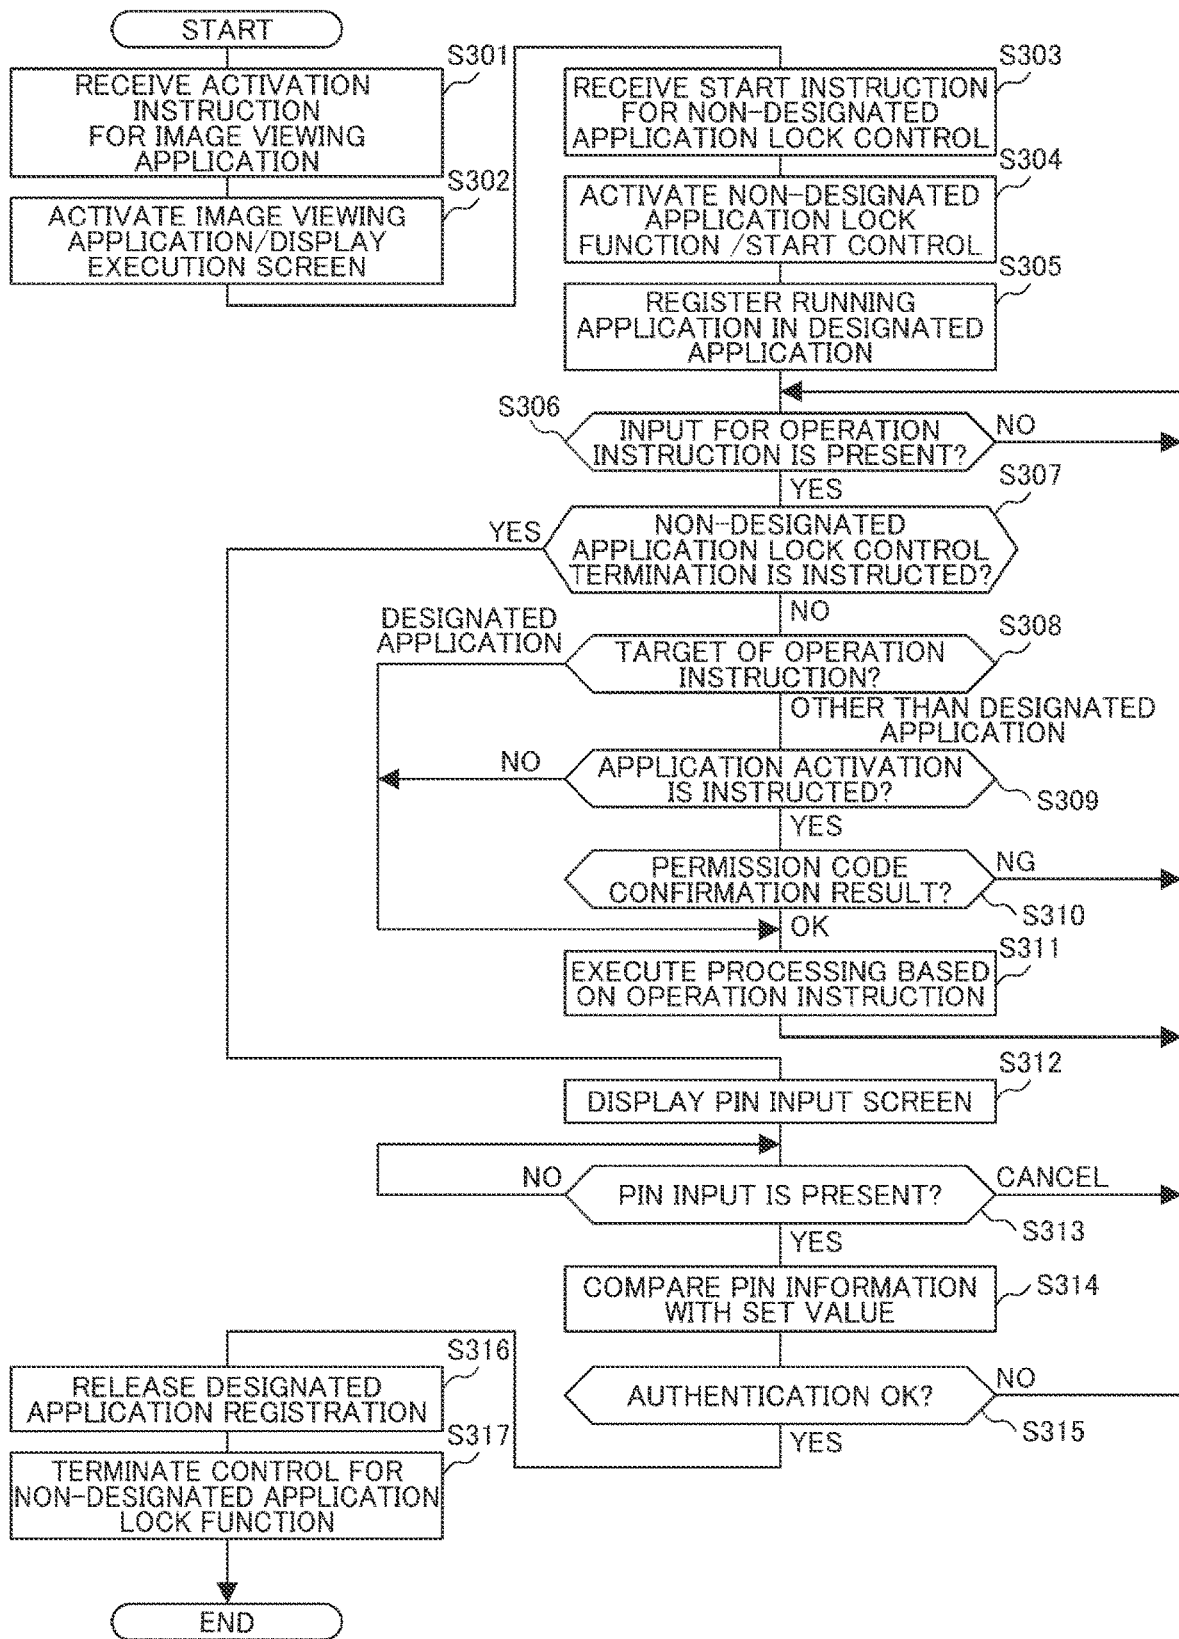 START
S301
RECEIVE ACTIVATION
INSTRUCTION
FOR IMAGE VIEWING
APPLICATION
S302
ACTIVATE IMAGE VIEWING
APPLICATION/DISPLAY
EXECUTION SCREEN
S303
RECEIVE START INSTRUCTION
FOR NON-DESIGNATED
APPLICATION LOCK CONTROL
S304
ACTIVATE NON-DESIGNATED
APPLICATION LOCK
FUNCTION /START CONTROL
S305
REGISTER RUNNING
APPLICATION IN DESIGNATED
APPLICATION
S306
INPUT FOR OPERATION
INSTRUCTION IS PRESENT?
NO
YES
S307
YES
NON-DESIGNATED
APPLICATION LOCK CONTROL
TERMINATION IS INSTRUCTED?
NO
DESIGNATED
APPLICATION
S308
TARGET OF OPERATION
INSTRUCTION?
OTHER THAN DESIGNATED
APPLICATION
NO
APPLICATION ACTIVATION
IS INSTRUCTED?
S309
YES
PERMISSION CODE
CONFIRMATION RESULT?
NG
S310
OK
S311
EXECUTE PROCESSING BASED
ON OPERATION INSTRUCTION
S312
DISPLAY PIN INPUT SCREEN
NO
PIN INPUT IS PRESENT?
CANCEL
S313
YES
COMPARE PIN INFORMATION
WITH SET VALUE
S314
AUTHENTICATION OK?
NO
S315
YES
S316
RELEASE DESIGNATED
APPLICATION REGISTRATION
S317
TERMINATE CONTROL FOR
NON-DESIGNATED APPLICATION
LOCK FUNCTION
END